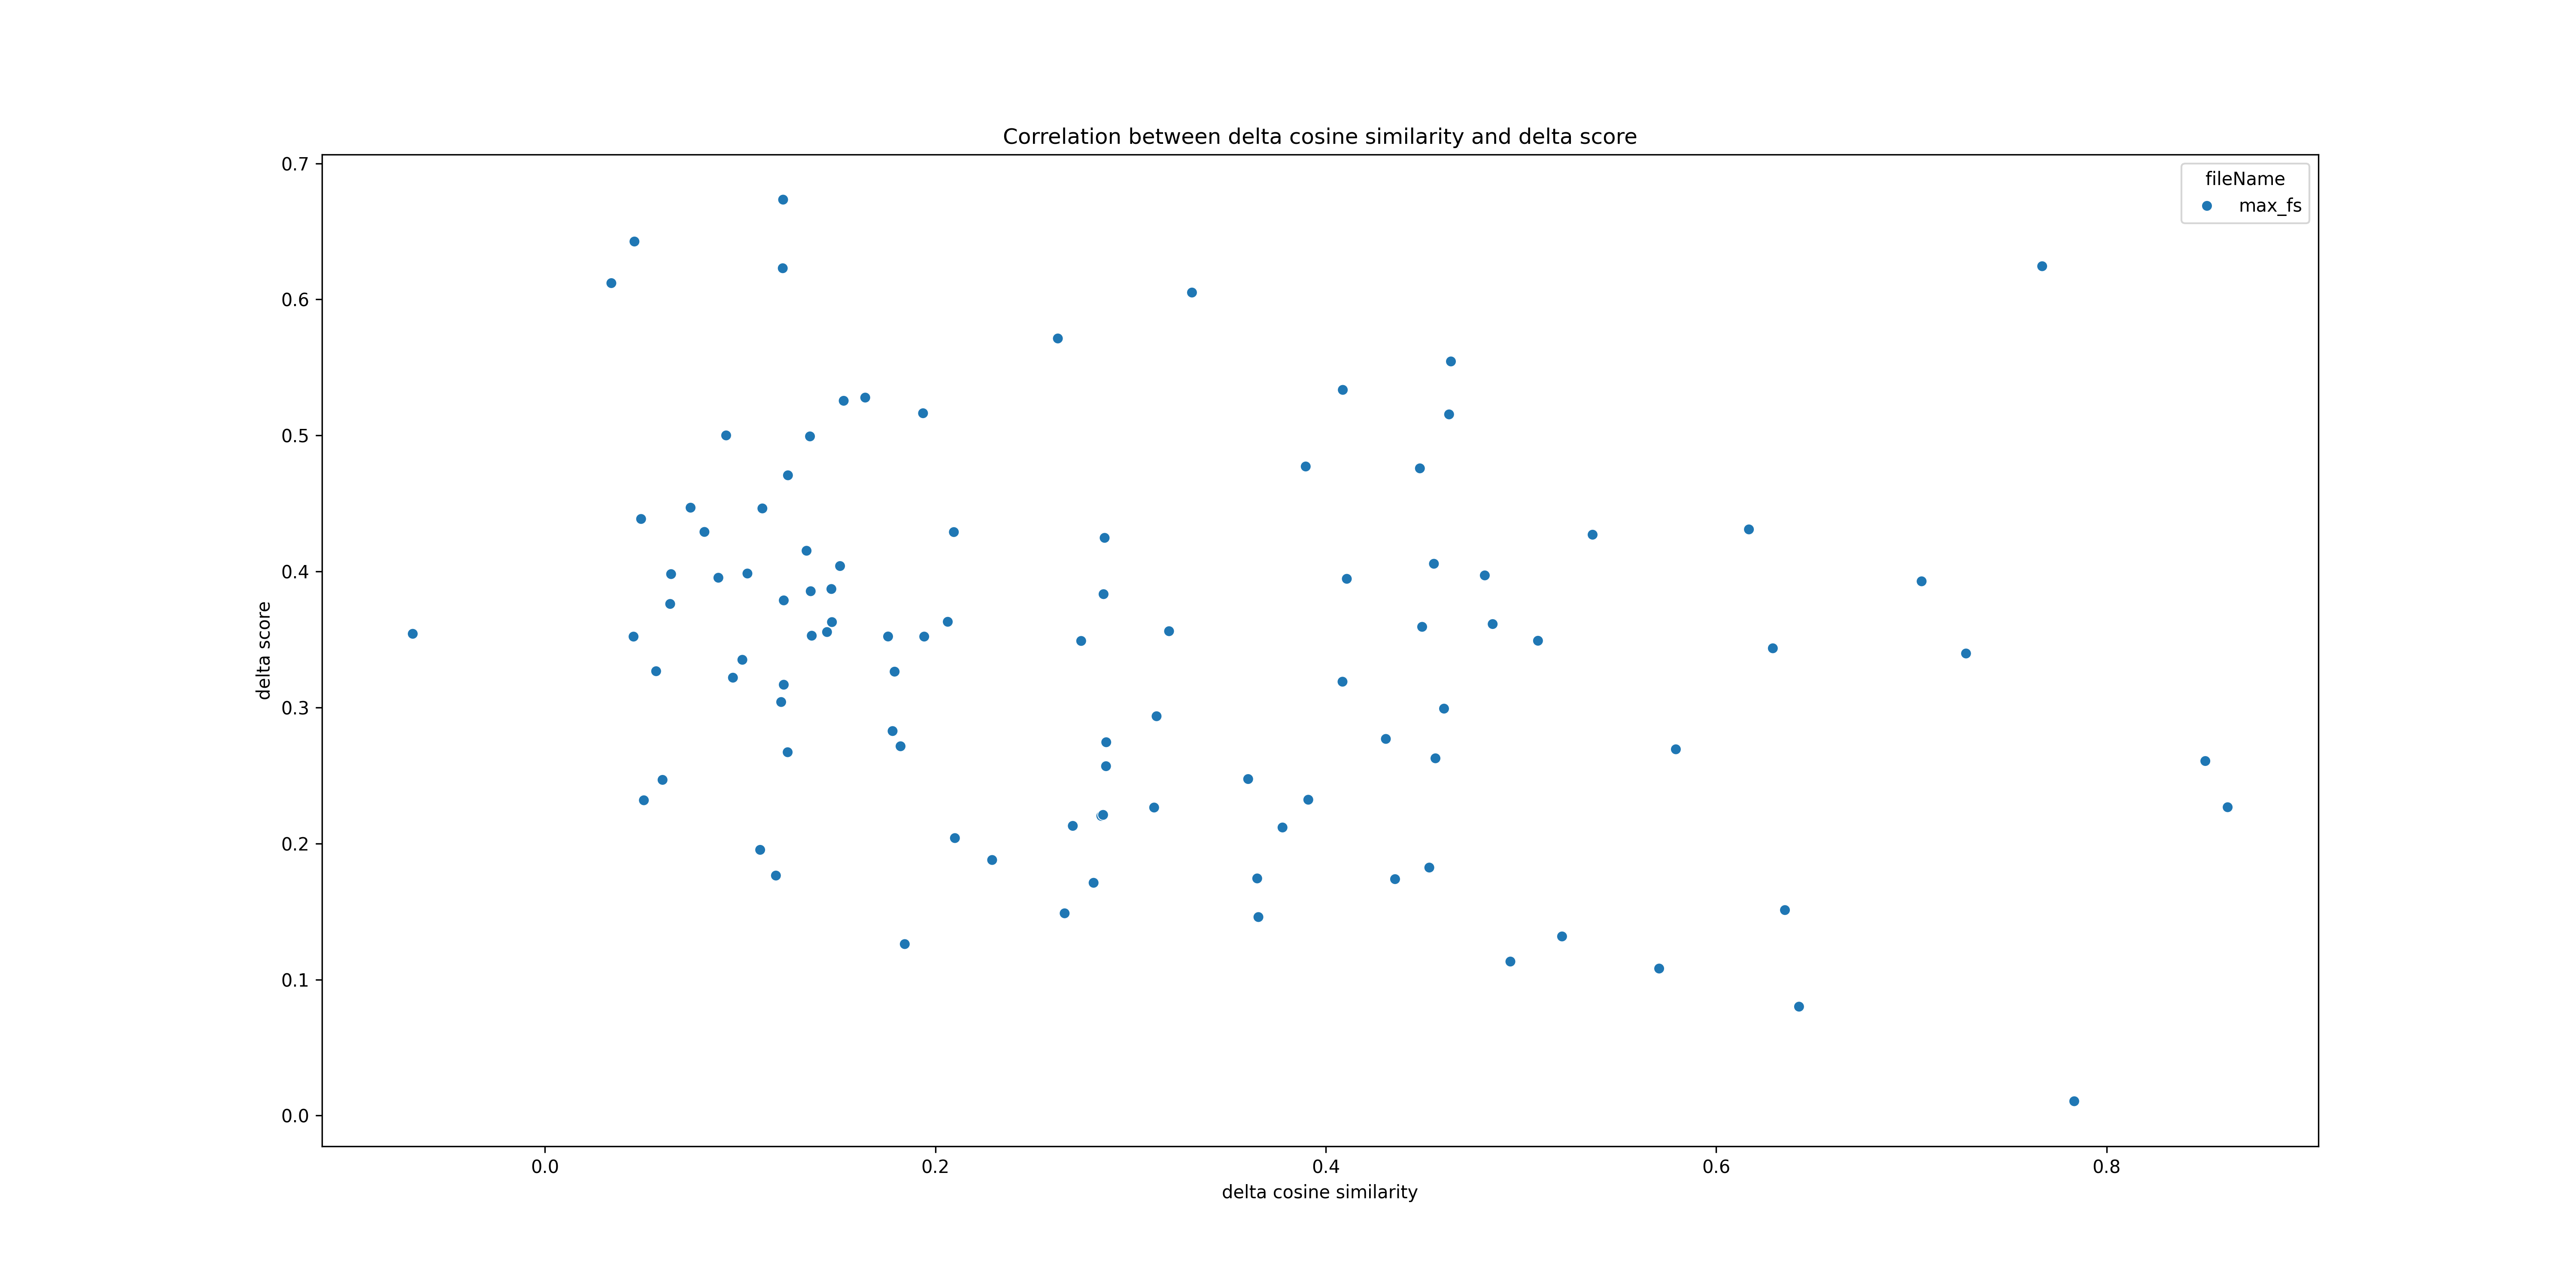 Correlation between delta cosine similarity and delta score
fileName
max_fs
0.7
0.6
0.5
0.4
0.3
0.2
0.1
0.0
delta score
0.0
0.2
0.4
0.6
0.8
delta cosine similarity